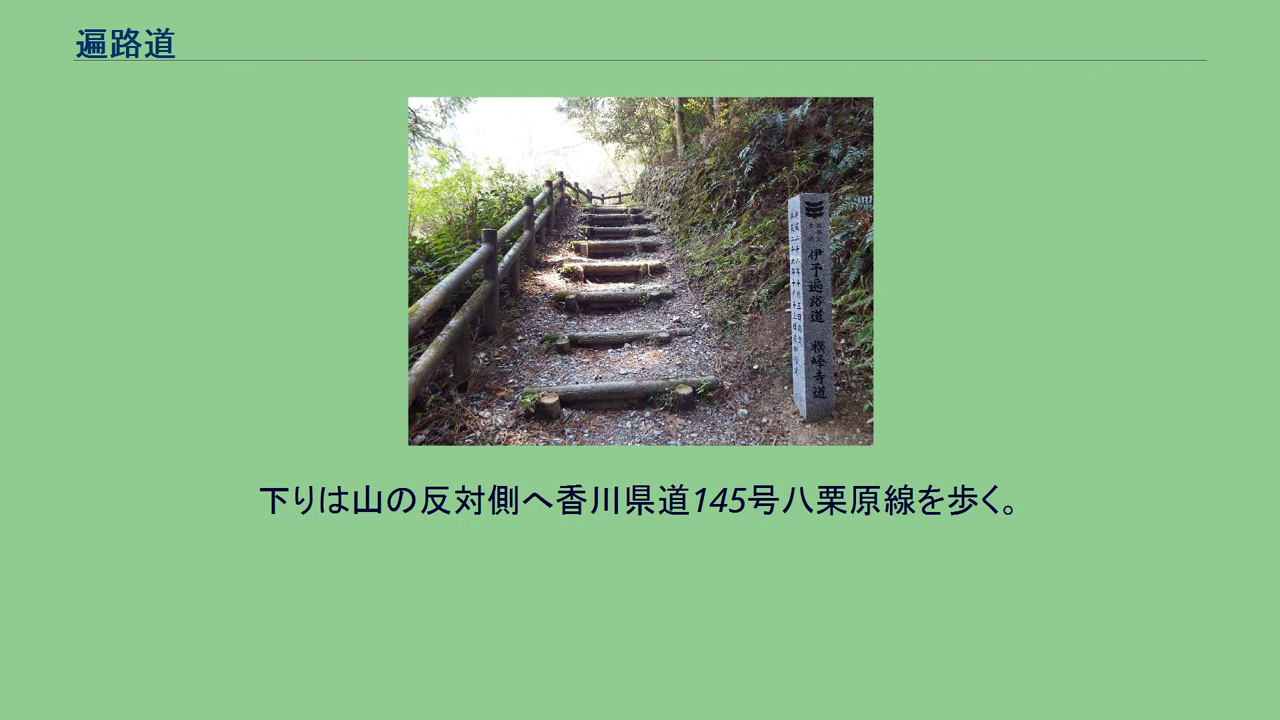 遍路道
伊予遍路道 横峰寺道
下りは山の反対側へ香川県道145号八栗原線を歩く。